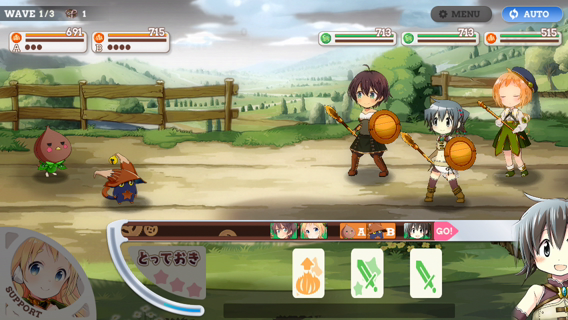 WAVE 1/3 1
MENU
AUTO
691
A
715
B
713
713
515
A B GO!
とっておき
SUPPORT